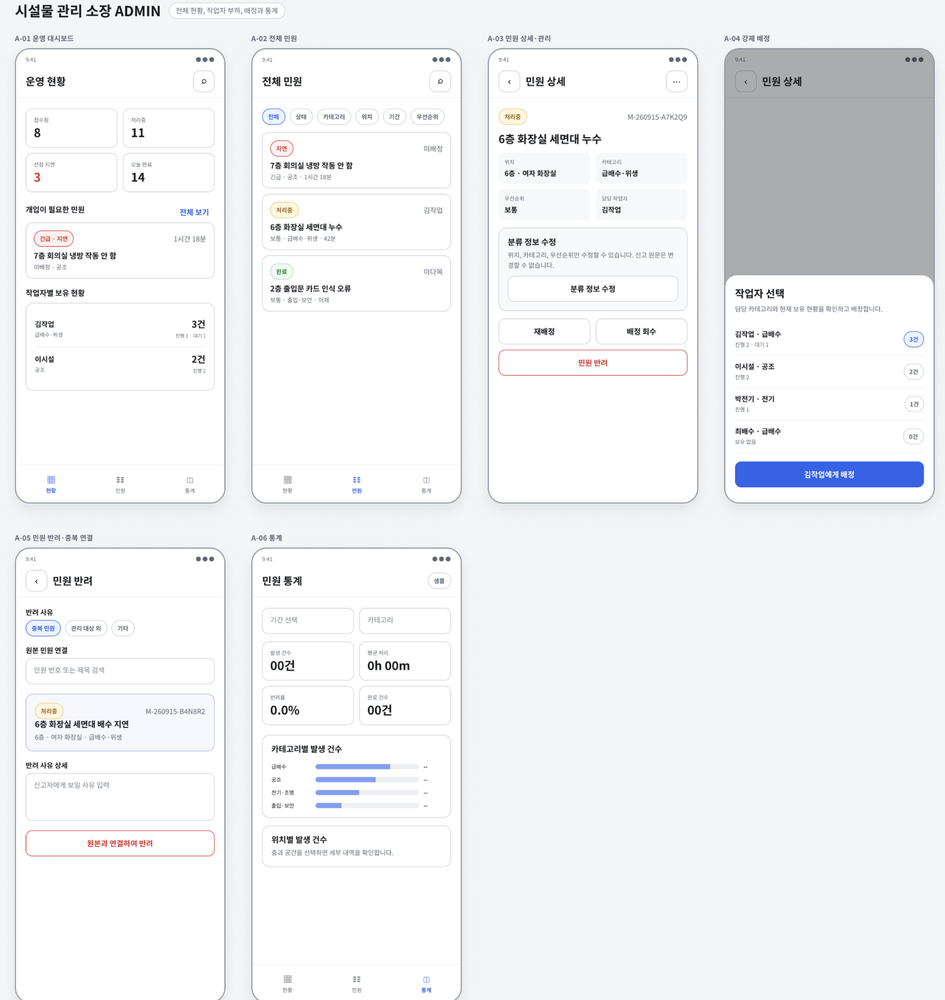 시설물 관리 소장 ADMIN
전체 현황, 작업자 부하, 배정과 통계
A-01 운영 대시보드
9:41
운영 현황
접수됨
8
처리중
11
선점 지연
3
오늘 완료
14
개입이 필요한 민원
전체 보기
긴급 · 지연
1시간 18분
7층 회의실 냉방 작동 안 함
미배정 · 공조
작업자별 보유 현황
김작업
3건
급배수·위생
진행 2 · 대기 1
이시설
2건
공조
진행 2
현황
민원
통계
A-02 전체 민원
9:41
전체 민원
전체
상태
카테고리
위치
기간
우선순위
지연
미배정
7층 회의실 냉방 작동 안 함
긴급 · 공조 · 1시간 18분
처리중
김작업
6층 화장실 세면대 누수
보통 · 급배수·위생 · 42분
완료
이다목
2층 출입문 카드 인식 오류
보통 · 출입·보안 · 어제
현황
민원
통계
A-03 민원 상세·관리
9:41
‹
민원 상세
···
처리중
M-260915-A7K2Q9
6층 화장실 세면대 누수
위치
6층 · 여자 화장실
카테고리
급배수·위생
우선순위
보통
담당 작업자
김작업
분류 정보 수정
위치, 카테고리, 우선순위만 수정할 수 있습니다. 신고 원문은 변
경할 수 없습니다.
분류 정보 수정
재배정
배정 회수
민원 반려
A-04 강제 배정
9:41
‹
민원 상세
작업자 선택
담당 카테고리와 현재 보유 현황을 확인하고 배정합니다.
김작업 · 급배수
진행 2 · 대기 1
3건
이시설 · 공조
진행 2
2건
박전기 · 전기
진행 1
1건
최배수 · 급배수
보유 없음
0건
김작업에게 배정
A-05 민원 반려·중복 연결
9:41
‹
민원 반려
반려 사유
중복 민원
관리 대상 외
기타
원본 민원 연결
민원 번호 또는 제목 검색
처리중
M-260915-B4N8R2
6층 화장실 세면대 배수 지연
6층 · 여자 화장실 · 급배수·위생
반려 사유 상세
신고자에게 보일 사유 입력
원본과 연결하여 반려
A-06 통계
9:41
민원 통계
샘플
기간 선택
카테고리
발생 건수
00건
평균 처리
0h 00m
반려율
0.0%
완료 건수
00건
카테고리별 발생 건수
급배수
--
공조
--
전기·조명
--
출입·보안
--
위치별 발생 건수
층과 공간을 선택하면 세부 내역을 확인합니다.
현황
민원
통계